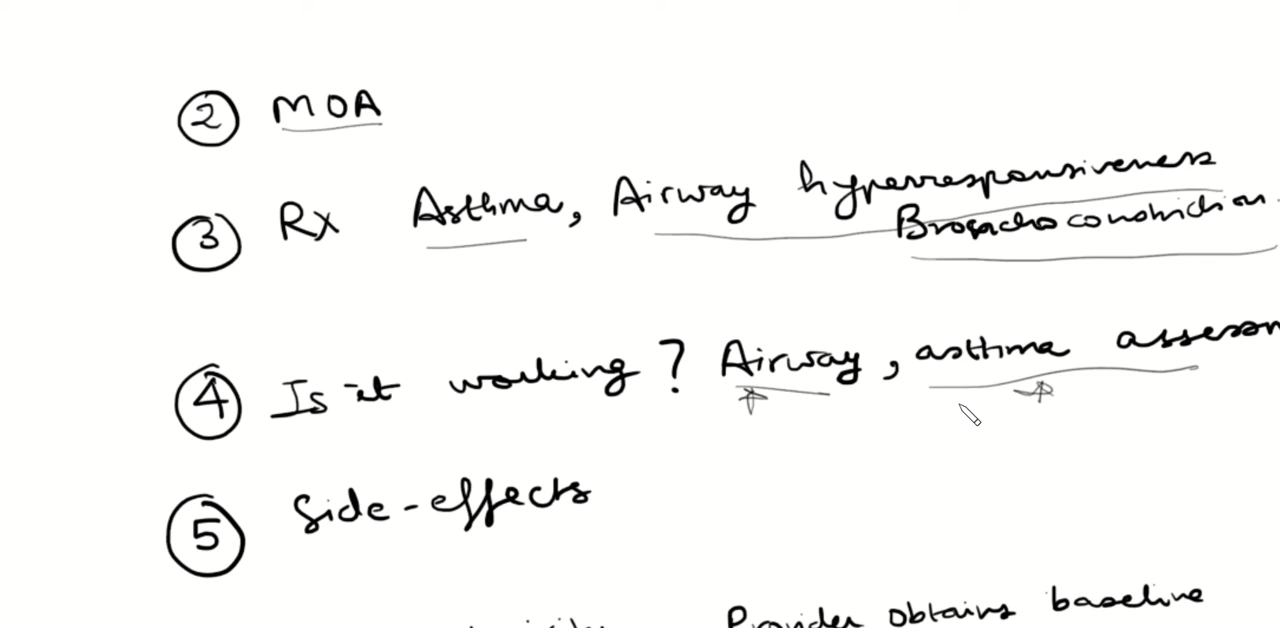 ② MOA
③ Rx Asthma, Airway hyperresponsiveness
Bronchoconstriction
④ Is it working? Airway, asthma assessm
⑤ Side-effects
Provider obtains baseline